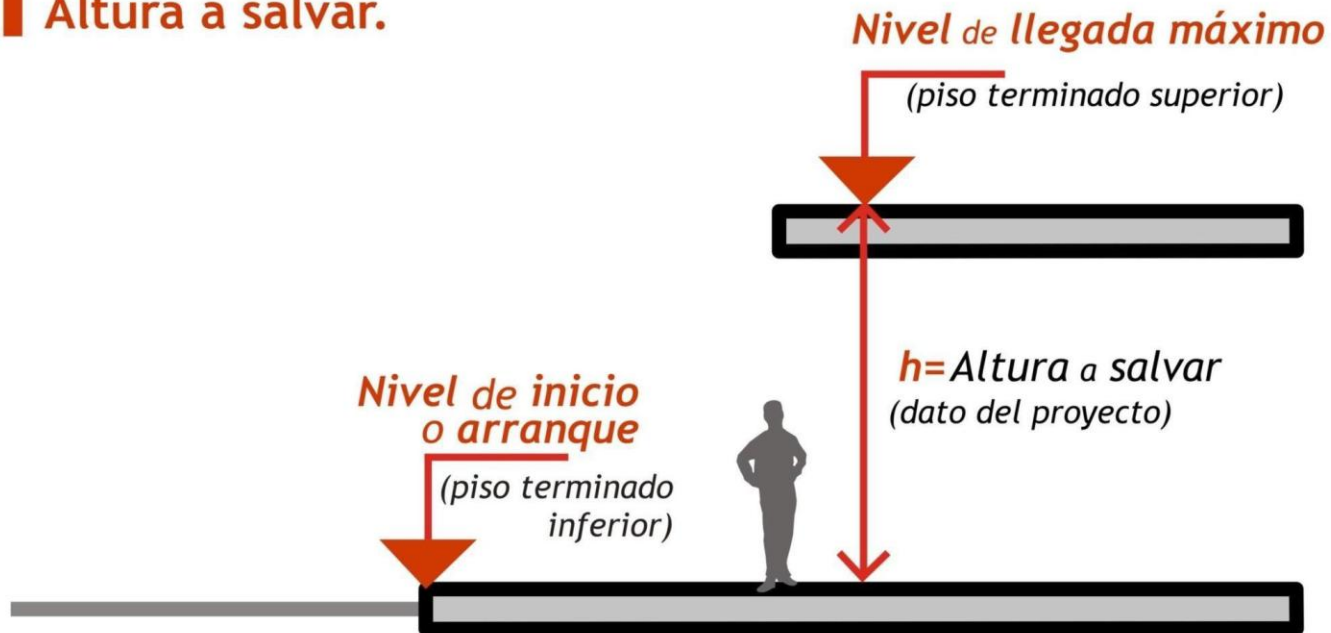 Altura a salvar.
Nivel de llegada máximo
(piso terminado superior)
h= Altura a salvar
(dato del proyecto)
Nivel de inicio
o arranque
(piso terminado
inferior)